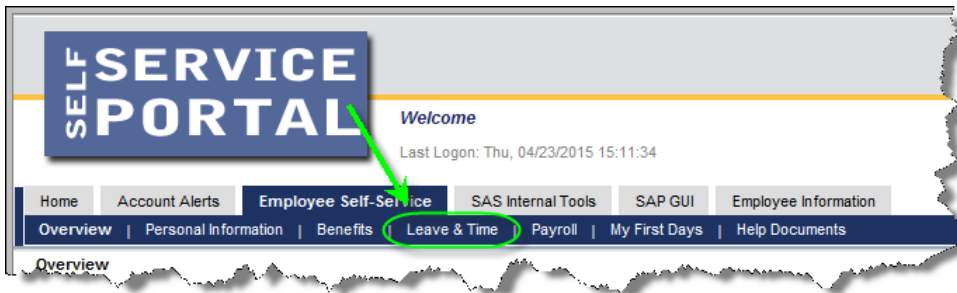 SELF SERVICE PORTAL
Welcome
Last Logon: Thu, 04/23/2015 15:11:34
Home Account Alerts Employee Self-Service SAS Internal Tools SAP GUI Employee Information
Overview | Personal Information | Benefits | Leave & Time | Payroll | My First Days | Help Documents
Overview